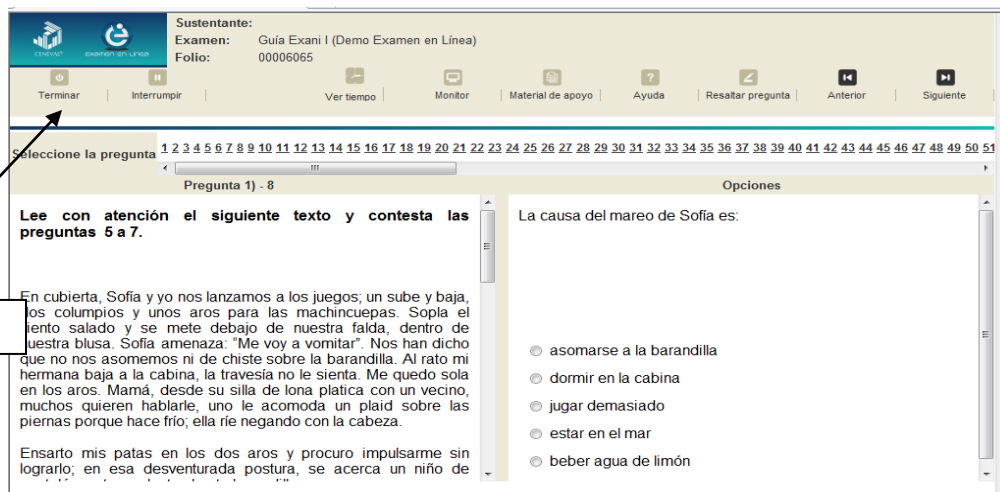 Sustentante:
Examen: Guía Exani I (Demo Examen en Línea)
Folio: 00006065
CENEVAL
examen en Línea
Terminar Interrumpir Ver tiempo Monitor Material de apoyo Ayuda Resaltar pregunta Anterior Siguiente
Seleccione la pregunta 1 2 3 4 5 6 7 8 9 10 11 12 13 14 15 16 17 18 19 20 21 22 23 24 25 26 27 28 29 30 31 32 33 34 35 36 37 38 39 40 41 42 43 44 45 46 47 48 49 50 51
Pregunta 1) - 8
Lee con atención el siguiente texto y contesta las
preguntas 5 a 7.
En cubierta, Sofía y yo nos lanzamos a los juegos; un sube y baja,
los columpios y unos aros para las machincuepas. Sopla el
iento salado y se mete debajo de nuestra falda, dentro de
uestra blusa. Sofía amenaza: "Me voy a vomitar". Nos han dicho
que no nos asomemos ni de chiste sobre la barandilla. Al rato mi
hermana baja a la cabina, la travesía no le sienta. Me quedo sola
en los aros. Mamá, desde su silla de lona platica con un vecino,
muchos quieren hablarle, uno le acomoda un plaid sobre las
piernas porque hace frío; ella ríe negando con la cabeza.
Ensarto mis patas en los dos aros y procuro impulsarme sin
lograrlo; en esa desventurada postura, se acerca un niño de
Opciones
La causa del mareo de Sofía es:
asomarse a la barandilla
dormir en la cabina
jugar demasiado
estar en el mar
beber agua de limón